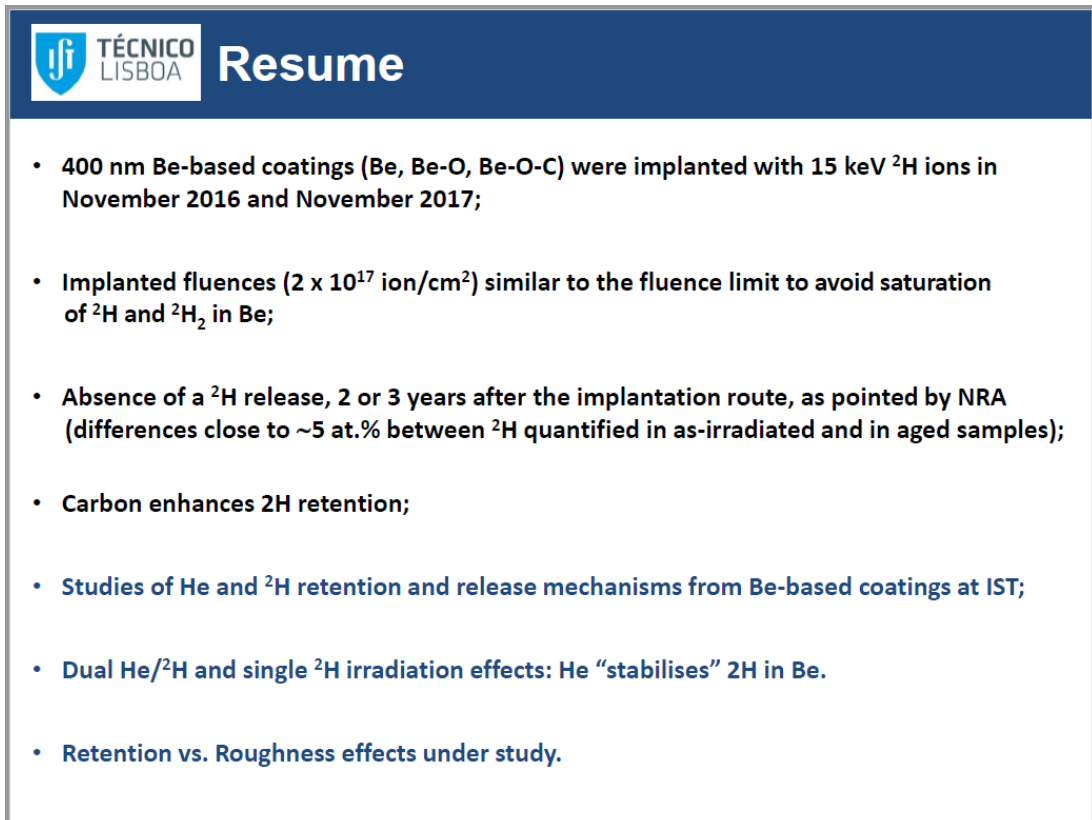 TÉCNICO
LISBOA
Resume
• 400 nm Be-based coatings (Be, Be-O, Be-O-C) were implanted with 15 keV ²H ions in
November 2016 and November 2017;
• Implanted fluences (2 x 10¹⁷ ion/cm²) similar to the fluence limit to avoid saturation
of ²H and ²H₂ in Be;
• Absence of a ²H release, 2 or 3 years after the implantation route, as pointed by NRA
(differences close to ~5 at.% between ²H quantified in as-irradiated and in aged samples);
• Carbon enhances 2H retention;
• Studies of He and ²H retention and release mechanisms from Be-based coatings at IST;
• Dual He/²H and single ²H irradiation effects: He “stabilises” 2H in Be.
• Retention vs. Roughness effects under study.